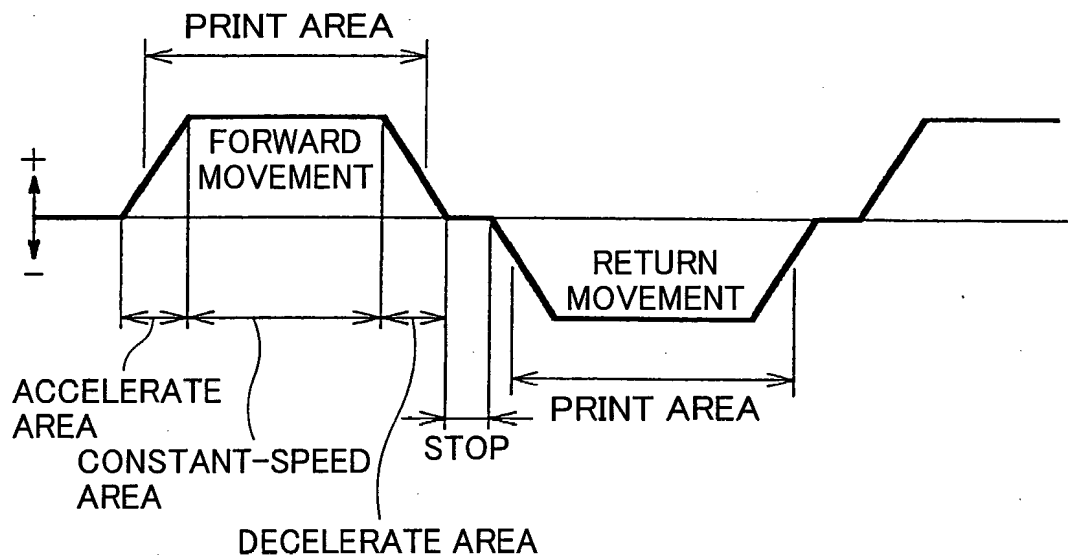 PRINT AREA
FORWARD
MOVEMENT
+
−
RETURN
MOVEMENT
ACCELERATE
AREA
PRINT AREA
STOP
CONSTANT-SPEED
AREA
DECELERATE AREA